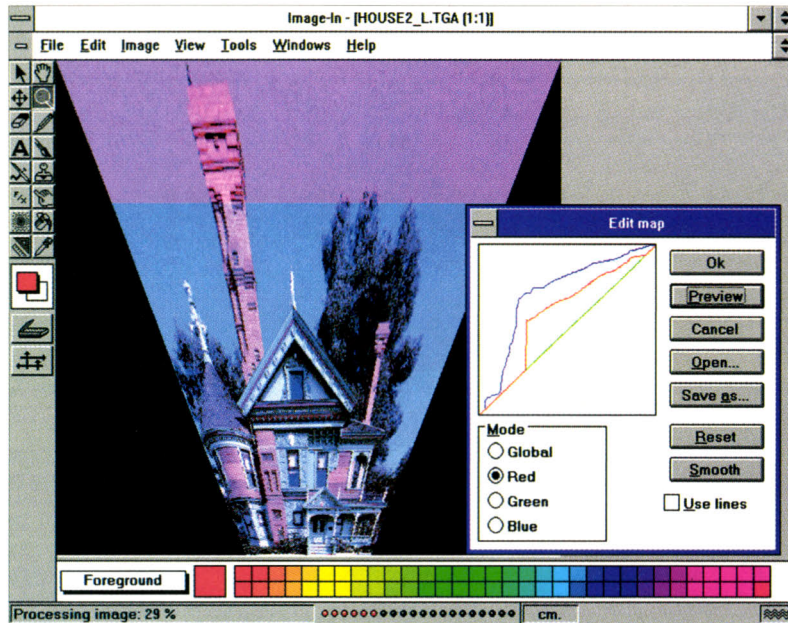 Image-In - [HOUSE2_L.TGA (1:1)]
File Edit Image View Tools Windows Help
A
Edit map
Ok
Preview
Cancel
Open...
Save as...
Reset
Smooth
Use lines
Mode
Global
Red
Green
Blue
Foreground
Processing image: 29 %
cm.